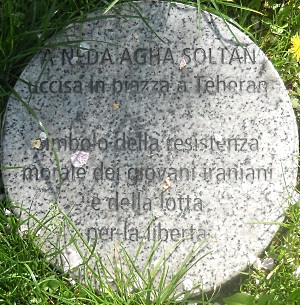 A NEDA AGHA SOLTAN
uccisa in piazza a Teheran
simbolo della resistenza
morale dei giovani iraniani
e della lotta
per la libertà